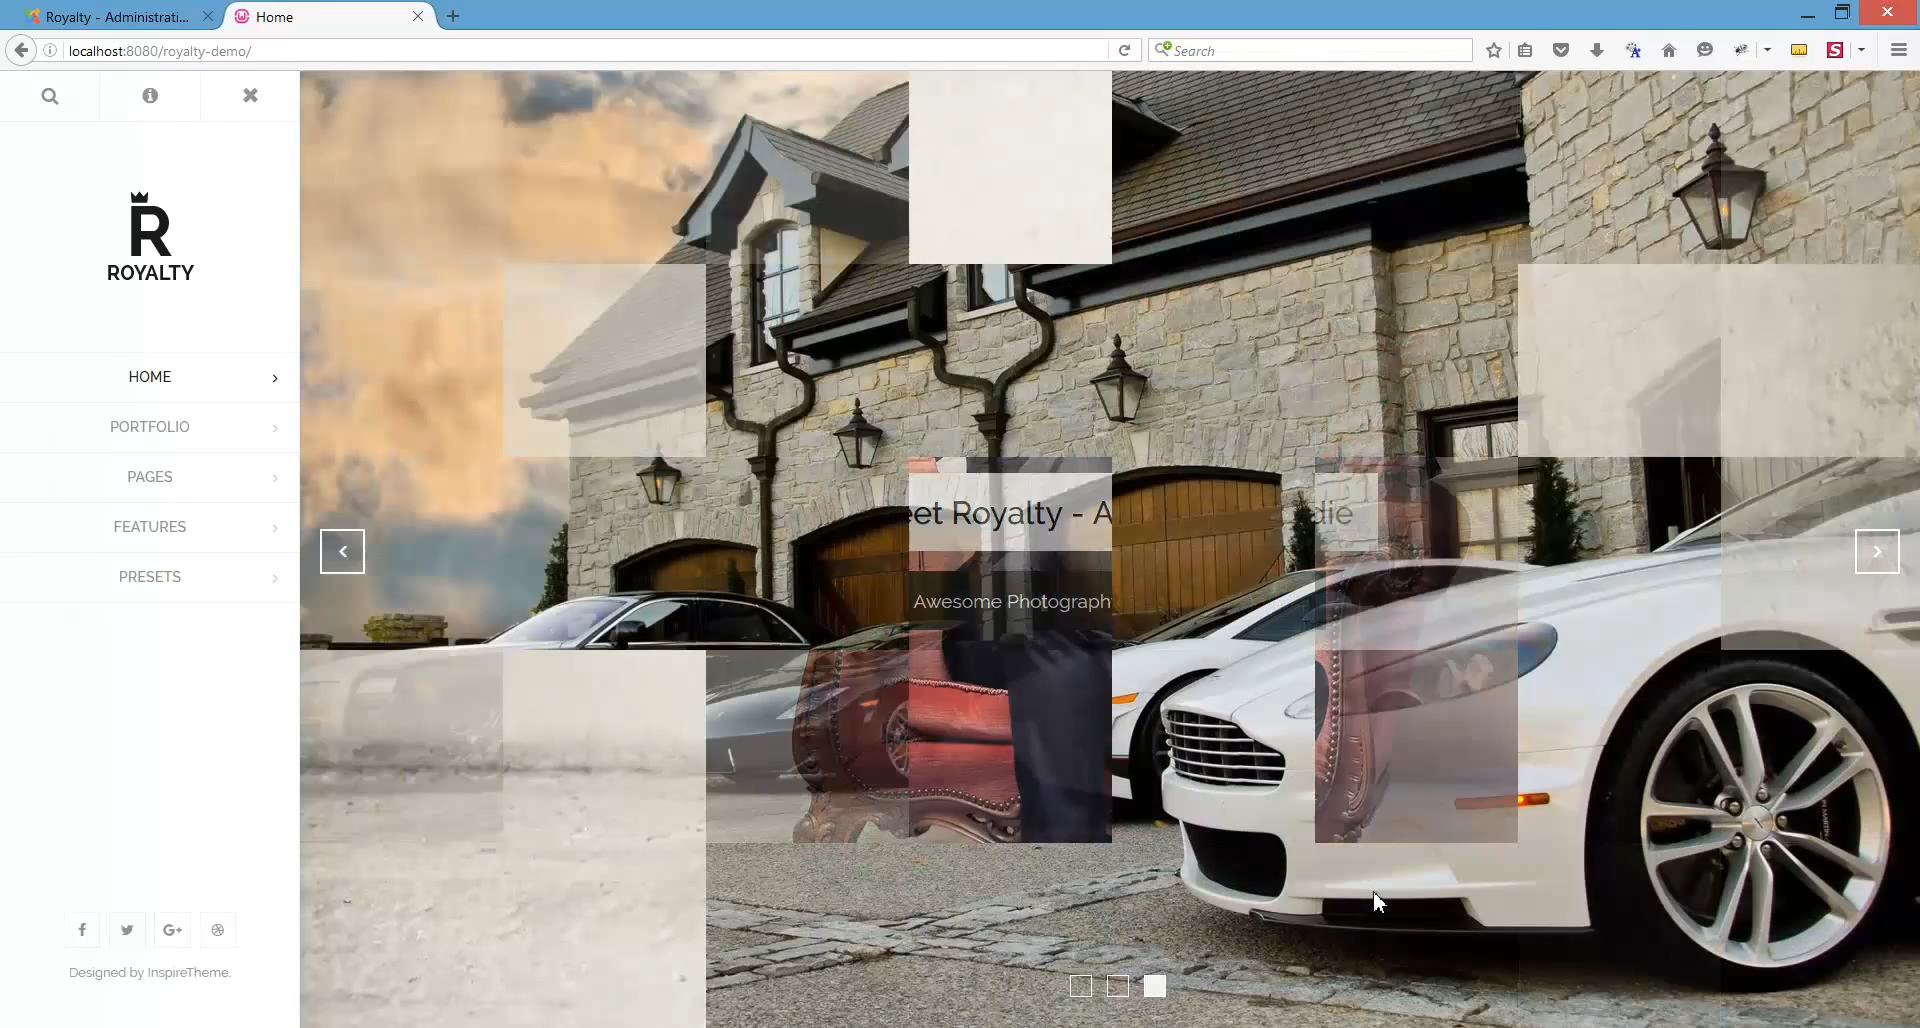 Royalty - Administrati...
Home
localhost:8080/royalty-demo/
Search
R
ROYALTY
HOME
PORTFOLIO
PAGES
FEATURES
PRESETS
eet Royalty - A die
Awesome Photograph
G+
Designed by InspireTheme.